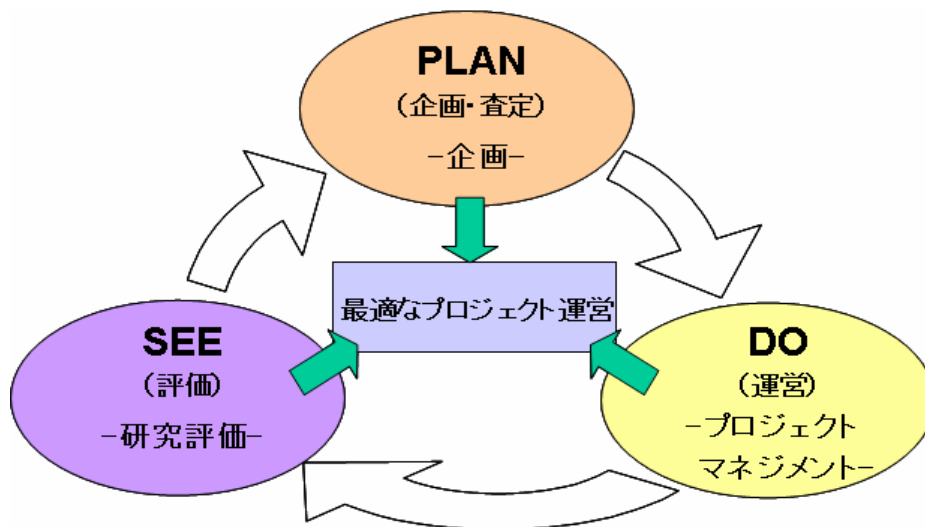 PLAN
(企画・査定)
-企画-
最適なプロジェクト運営
SEE
(評価)
-研究評価-
DO
(運営)
-プロジェクト
マネジメント-